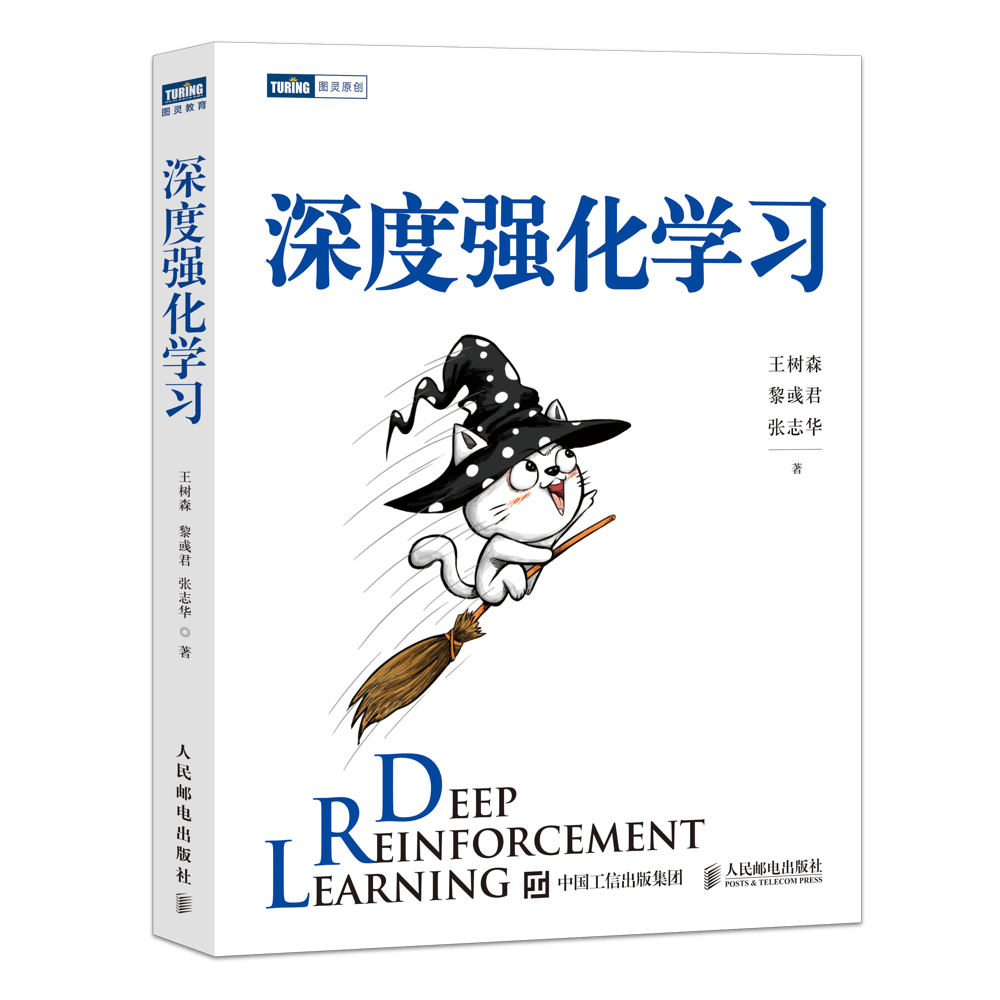 TURING
图灵教育
深度强化学习
王树森 黎彧君 张志华 ◎ 著
人民邮电出版社
TURING 图灵原创
深度强化学习
王树森
黎彧君
张志华
著
DEEP
REINFORCEMENT
LEARNING
中国工信出版集团
人民邮电出版社
POSTS & TELECOM PRESS